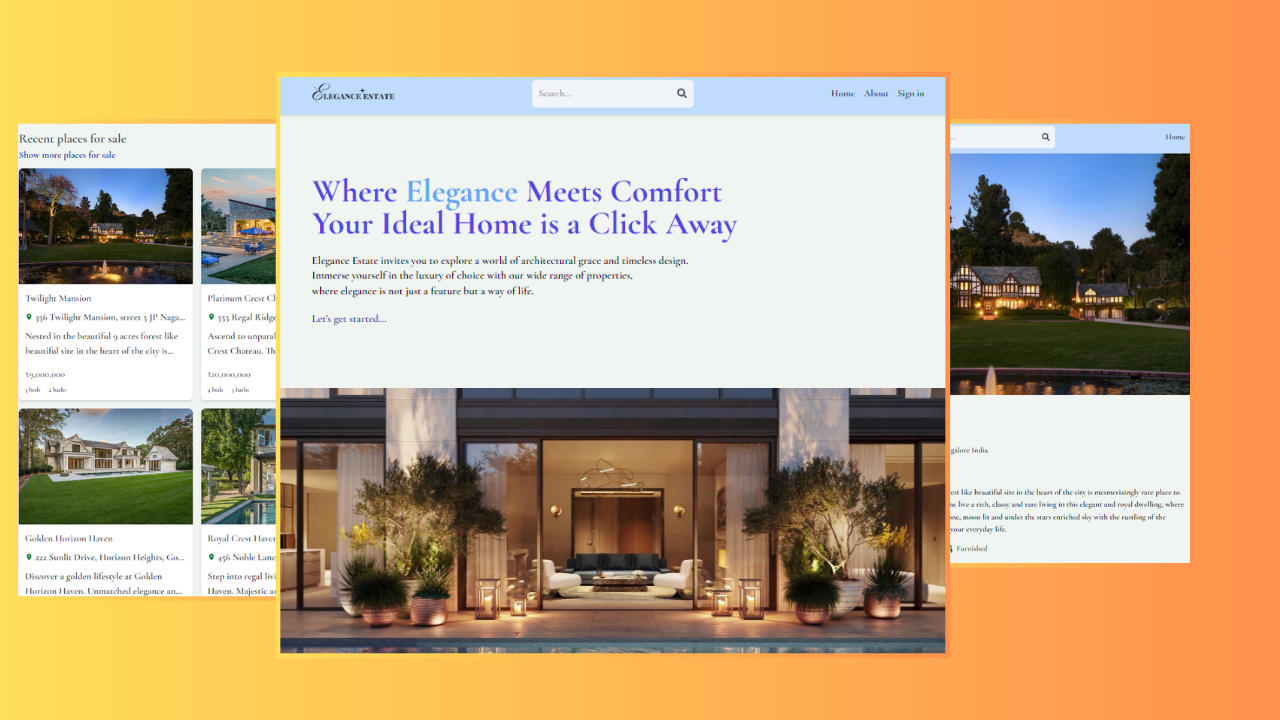 Recent places for sale
Show more places for sale
Twilight Mansion
356 Twilight Mansion, street 5 JP Naga...
Nested in the beautiful 9 acres forest like
beautiful site in the heart of the city is...
₹9,000,000
3 beds 2 baths
Platinum Crest Ch
555 Regal Ridge
Ascend to unparal
Crest Chateau. Th
₹10,000,000
4 beds 3 baths
Golden Horizon Haven
222 Sunlit Drive, Horizon Heights, Go...
Discover a golden lifestyle at Golden
Horizon Haven. Unmatched elegance an...
Royal Crest Haven
456 Noble Lane
Step into regal livi
Haven. Majestic ar
ELEGANCE ESTATE
Search...
Home About Sign in
Where Elegance Meets Comfort
Your Ideal Home is a Click Away
Elegance Estate invites you to explore a world of architectural grace and timeless design.
Immerse yourself in the luxury of choice with our wide range of properties,
where elegance is not just a feature but a way of life.
Let's get started...
Home
galore India
est like beautiful site in the heart of the city is mesmerizingly rare place to
ne live a rich, classy and rare living in this elegant and royal dwelling, where
one, moon lit and under the stars enriched sky with the rustling of the
your everyday life.
Furnished